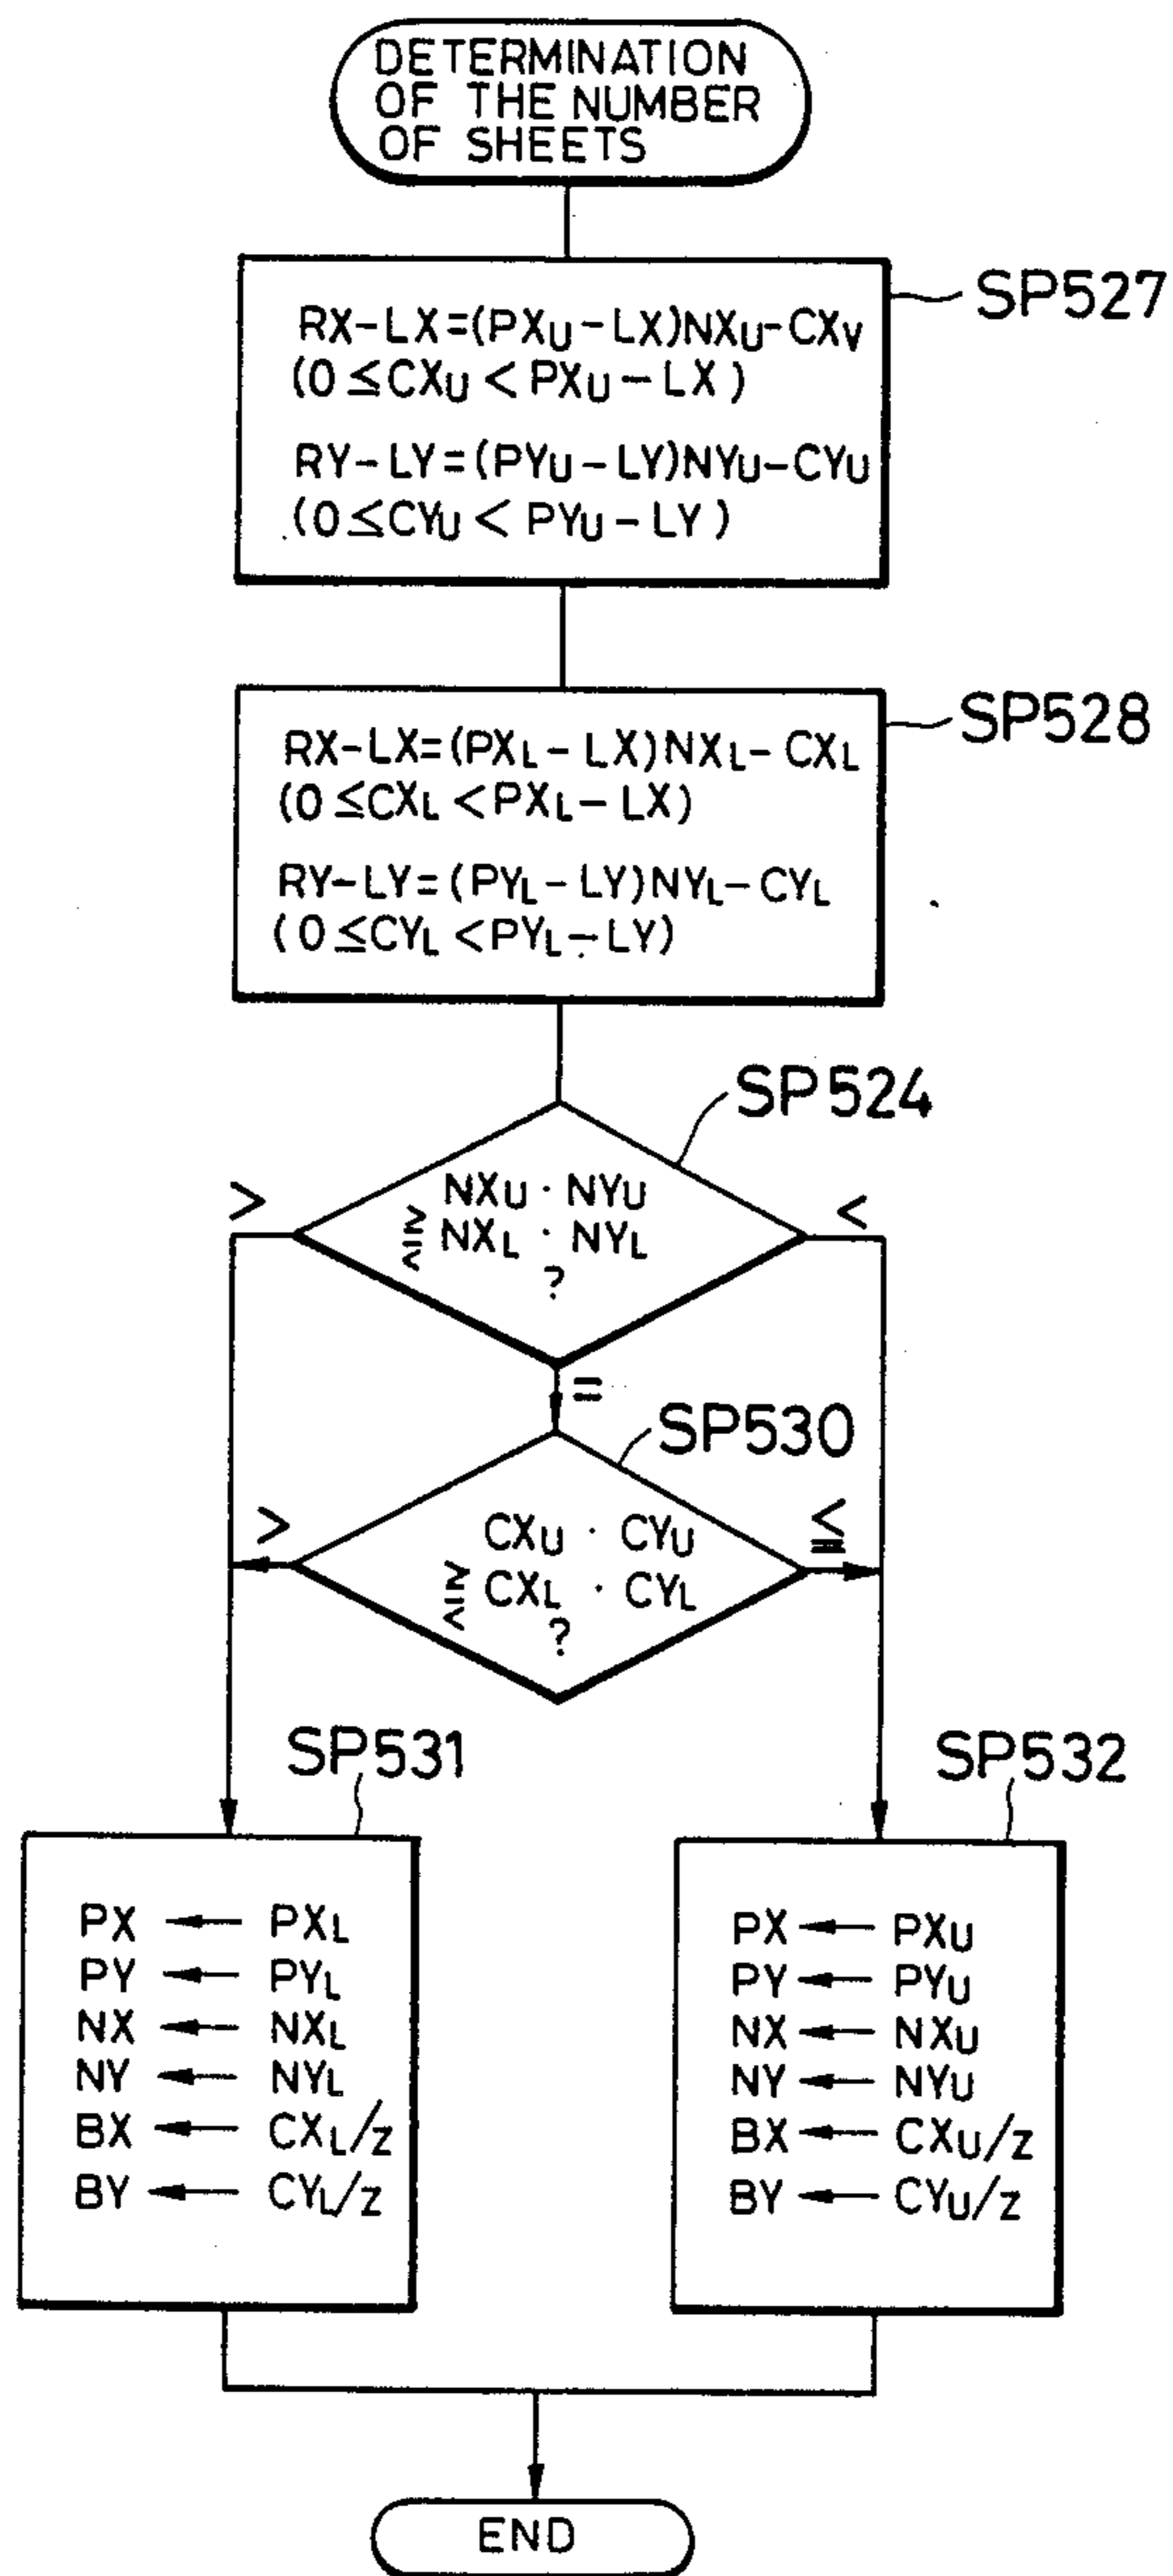 DETERMINATION
OF THE NUMBER
OF SHEETS
SP527
RX-LX=(PXU-LX)NXU-CXV
(0≤CXU<PXU-LX)
RY-LY=(PYU-LY)NYU-CYU
(0≤CYU<PYU-LY)
SP528
RX-LX=(PXL-LX)NXL-CXL
(0≤CXL<PXL-LX)
RY-LY=(PYL-LY)NYL-CYL
(0≤CYL<PYL-LY)
SP524
> NXU · NYU <
⋛ NXL · NYL
?
=
SP530
> CXU · CYU ≦
⋛ CXL · CYL
?
SP531
PX ← PXL
PY ← PYL
NX ← NXL
NY ← NYL
BX ← CXL/z
BY ← CYL/z
SP532
PX ← PXU
PY ← PYU
NX ← NXU
NY ← NYU
BX ← CXU/z
BY ← CYU/z
END